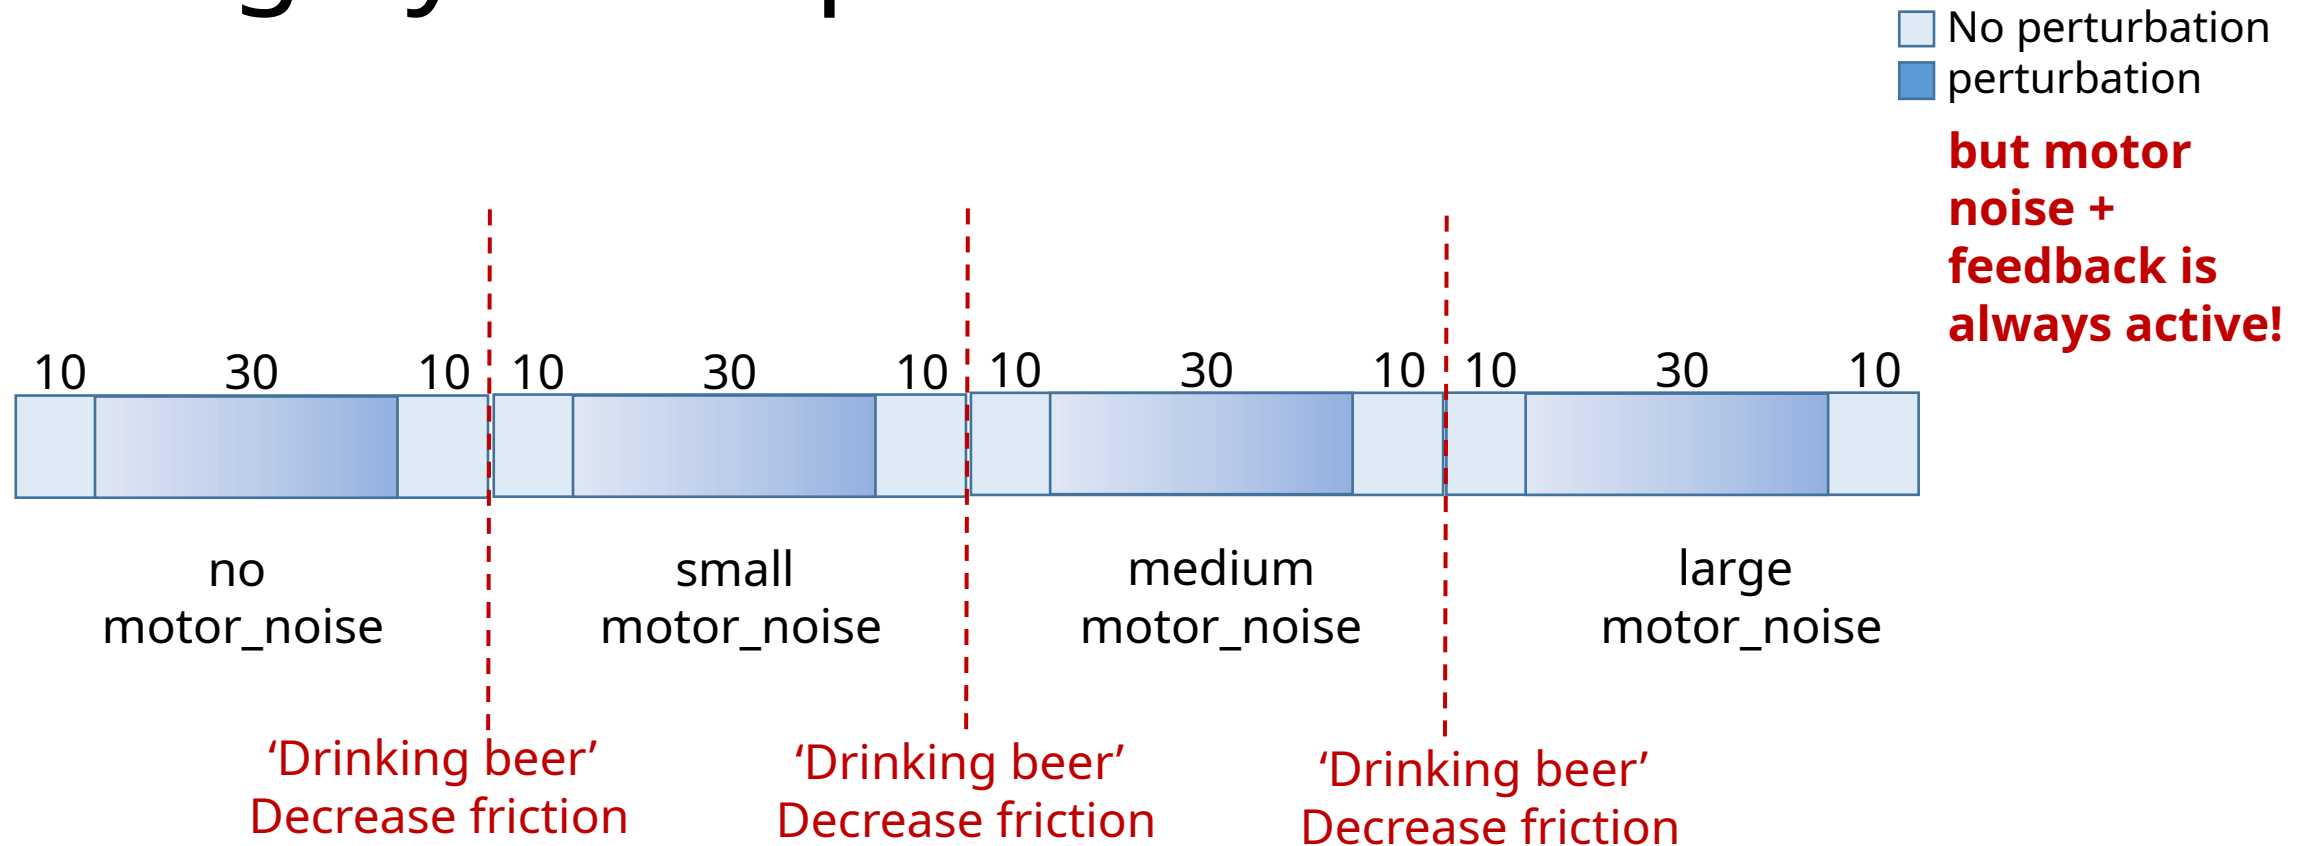 No perturbation
perturbation
but motor
noise +
feedback is
always active!
10 30 10 10 30 10 10 30 10 10 30 10
no
motor_noise
small
motor_noise
medium
motor_noise
large
motor_noise
‘Drinking beer’
Decrease friction
‘Drinking beer’
Decrease friction
‘Drinking beer’
Decrease friction